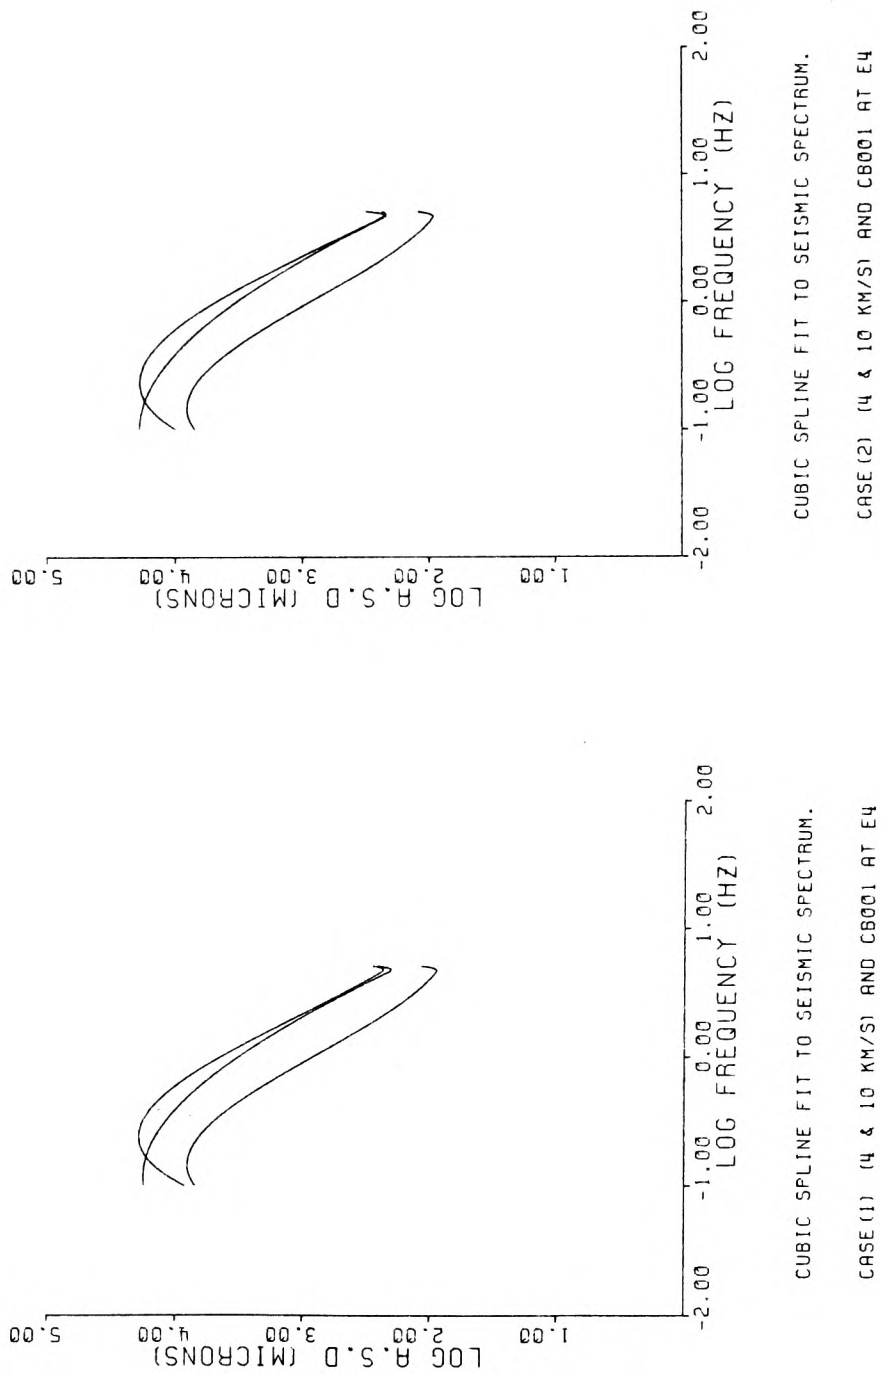 5.00
4.00
3.00
2.00
1.00
LOG A.S.D (MICRONS)
-2.00
-1.00
0.00
1.00
2.00
LOG FREQUENCY (HZ)
CUBIC SPLINE FIT TO SEISMIC SPECTRUM.
CASE(1) (4 & 10 KM/S) AND CB001 AT E4
5.00
4.00
3.00
2.00
1.00
LOG A.S.D (MICRONS)
-2.00
-1.00
0.00
1.00
2.00
LOG FREQUENCY (HZ)
CUBIC SPLINE FIT TO SEISMIC SPECTRUM.
CASE(2) (4 & 10 KM/S) AND CB001 AT E4